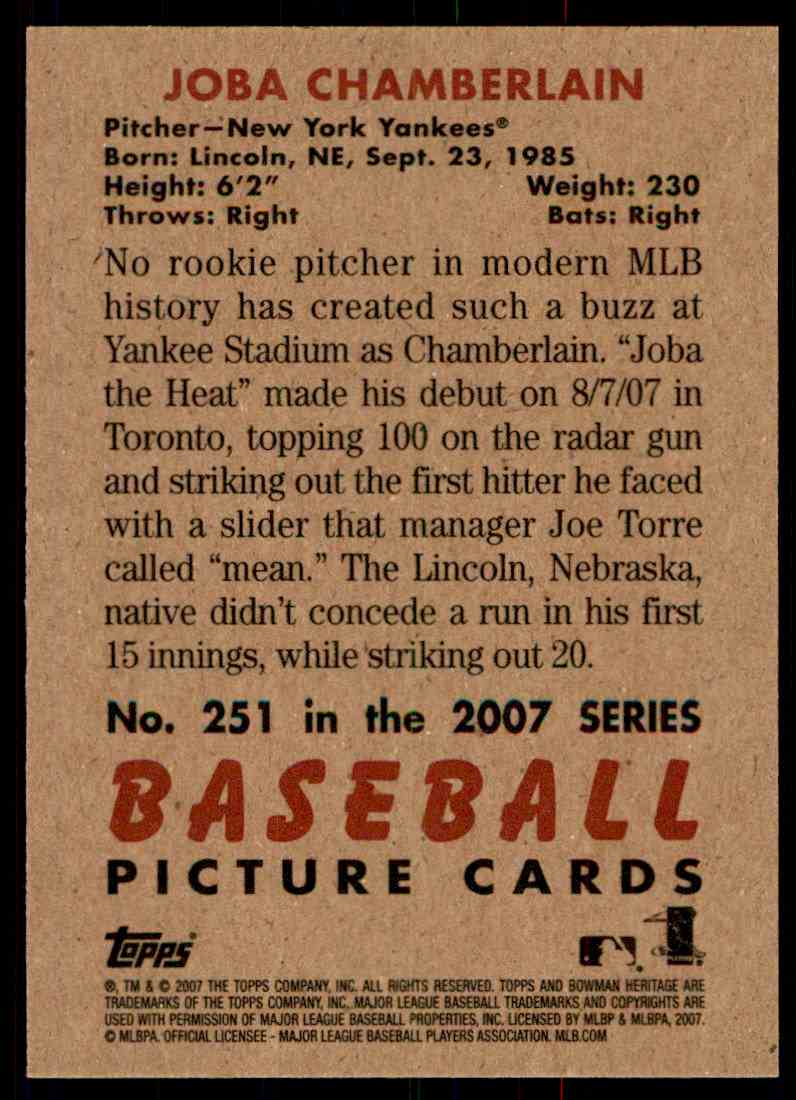 JOBA CHAMBERLAIN
Pitcher–New York Yankees®
Born: Lincoln, NE, Sept. 23, 1985
Height: 6'2" Weight: 230
Throws: Right Bats: Right
No rookie pitcher in modern MLB
history has created such a buzz at
Yankee Stadium as Chamberlain. “Joba
the Heat” made his debut on 8/7/07 in
Toronto, topping 100 on the radar gun
and striking out the first hitter he faced
with a slider that manager Joe Torre
called “mean.” The Lincoln, Nebraska,
native didn't concede a run in his first
15 innings, while striking out 20.
No. 251 in the 2007 SERIES
BASEBALL
PICTURE CARDS
Topps
®, TM & © 2007 THE TOPPS COMPANY, INC. ALL RIGHTS RESERVED. TOPPS AND BOWMAN HERITAGE ARE
TRADEMARKS OF THE TOPPS COMPANY, INC. MAJOR LEAGUE BASEBALL TRADEMARKS AND COPYRIGHTS ARE
USED WITH PERMISSION OF MAJOR LEAGUE BASEBALL PROPERTIES, INC. LICENSED BY MLBP & MLBPA, 2007.
© MLBPA. OFFICIAL LICENSEE - MAJOR LEAGUE BASEBALL PLAYERS ASSOCIATION. MLB.COM